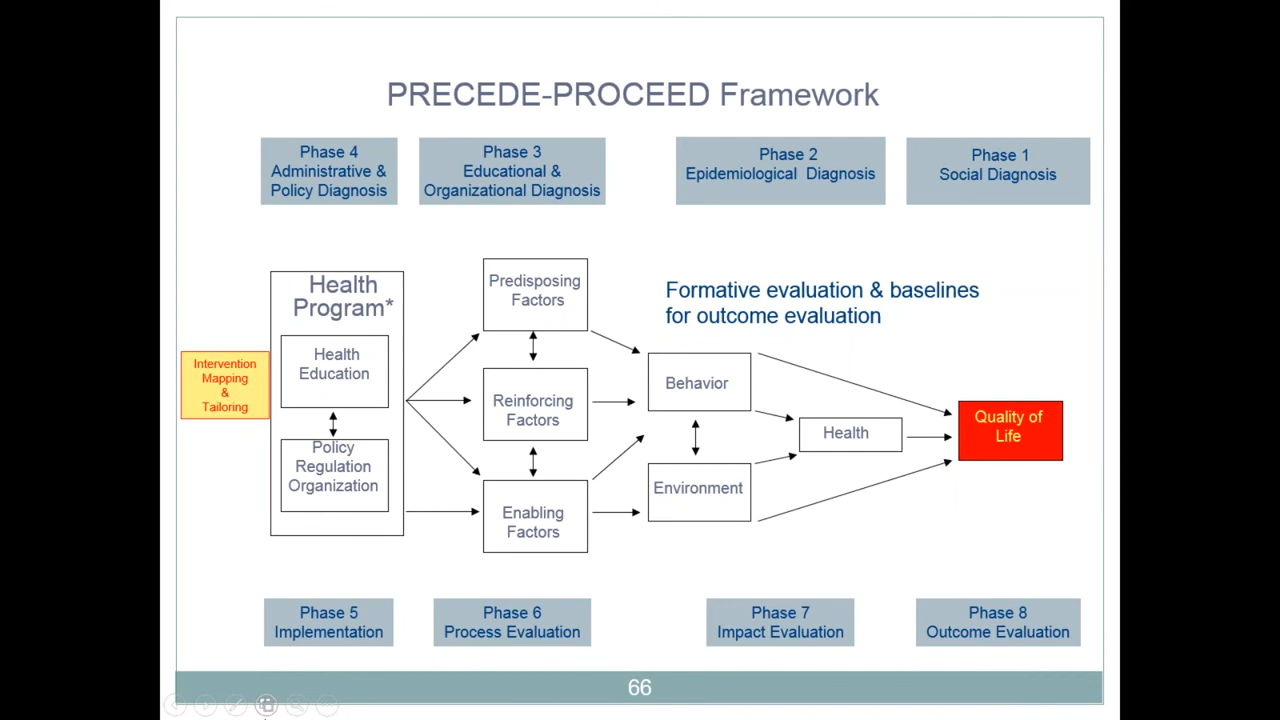 PRECEDE-PROCEED Framework
Phase 4
Administrative &
Policy Diagnosis
Phase 3
Educational &
Organizational Diagnosis
Phase 2
Epidemiological Diagnosis
Phase 1
Social Diagnosis
Health
Program*
Health
Education
Policy
Regulation
Organization
Intervention
Mapping
&
Tailoring
Predisposing
Factors
Reinforcing
Factors
Enabling
Factors
Formative evaluation & baselines
for outcome evaluation
Behavior
Environment
Health
Quality of
Life
Phase 5
Implementation
Phase 6
Process Evaluation
Phase 7
Impact Evaluation
Phase 8
Outcome Evaluation
66